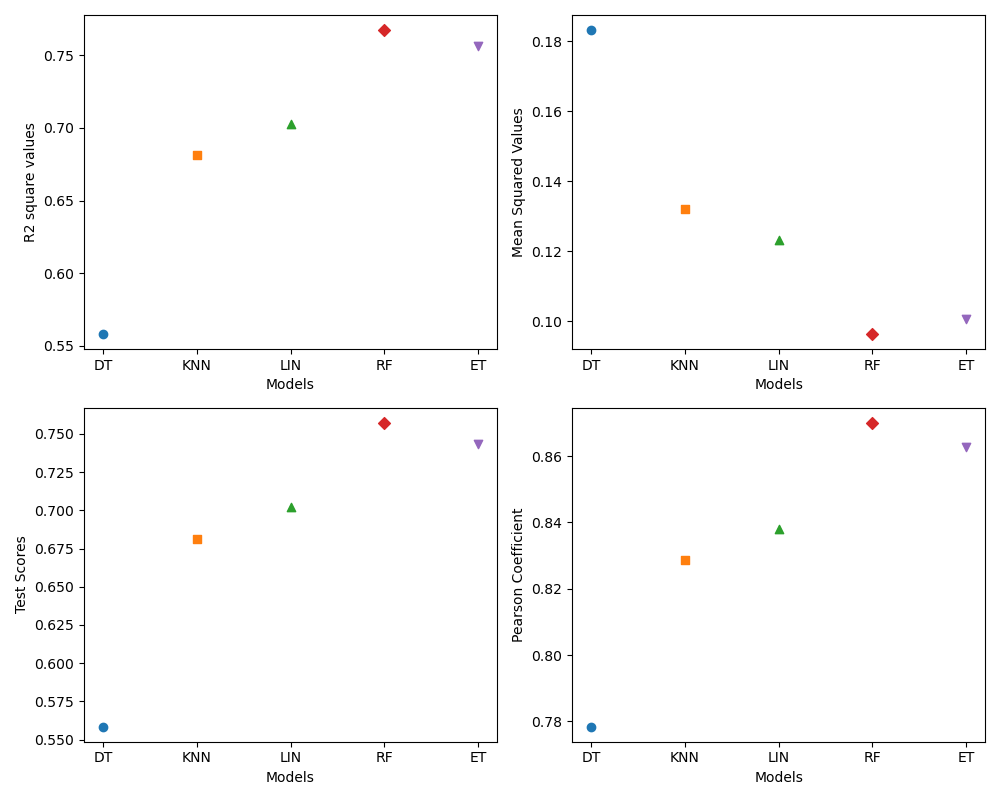 R2 square values
0.75
0.70
0.65
0.60
0.55
DT KNN LIN RF ET
Models
Mean Squared Values
0.18
0.16
0.14
0.12
0.10
DT KNN LIN RF ET
Models
Test Scores
0.750
0.725
0.700
0.675
0.650
0.625
0.600
0.575
0.550
DT KNN LIN RF ET
Models
Pearson Coefficient
0.86
0.84
0.82
0.80
0.78
DT KNN LIN RF ET
Models